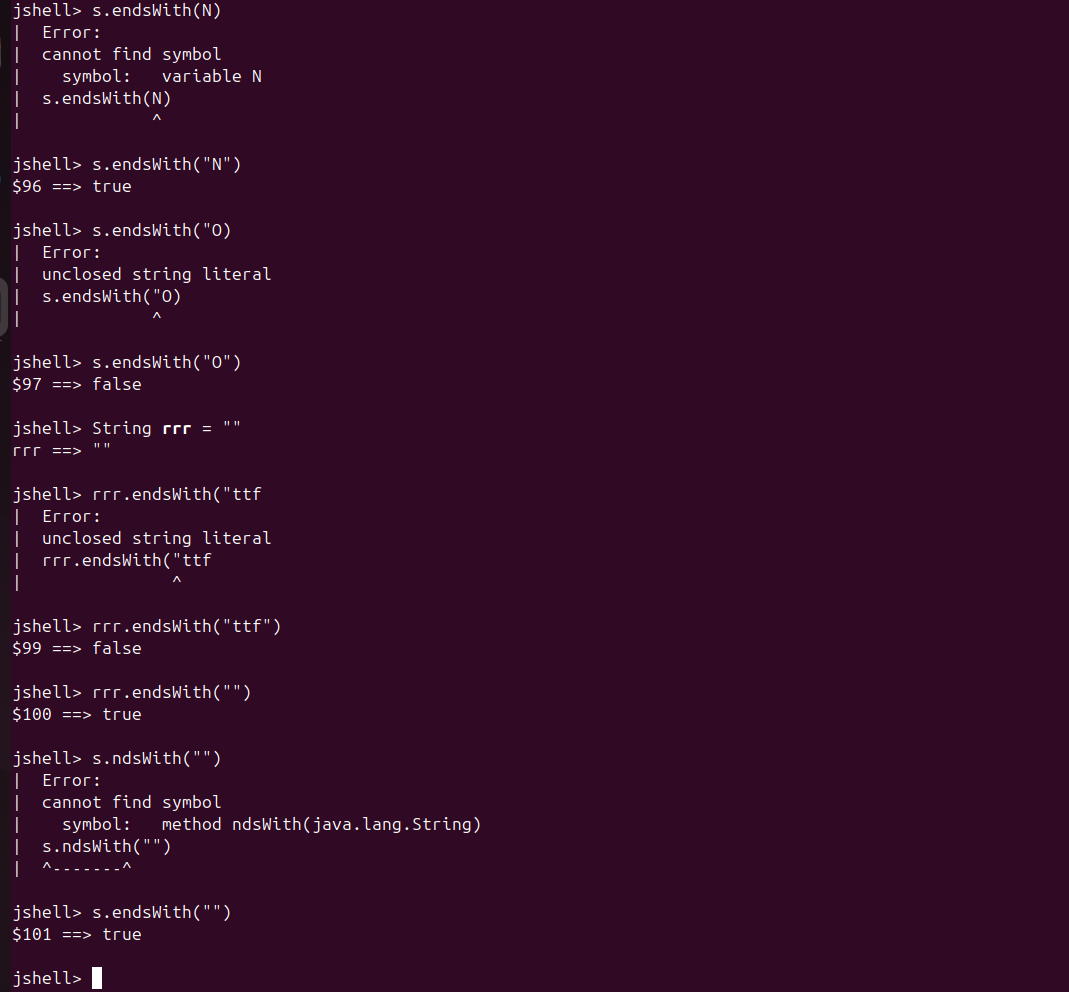 jshell> s.endsWith(N)
|  Error:
|  cannot find symbol
|    symbol:   variable N
|  s.endsWith(N)
|             ^
jshell> s.endsWith("N")
$96 ==> true
jshell> s.endsWith("O)
|  Error:
|  unclosed string literal
|  s.endsWith("O)
|             ^
jshell> s.endsWith("O")
$97 ==> false
jshell> String rrr = ""
rrr ==> ""
jshell> rrr.endsWith("ttf
|  Error:
|  unclosed string literal
|  rrr.endsWith("ttf
|               ^
jshell> rrr.endsWith("ttf")
$99 ==> false
jshell> rrr.endsWith("")
$100 ==> true
jshell> s.ndsWith("")
|  Error:
|  cannot find symbol
|    symbol:   method ndsWith(java.lang.String)
|  s.ndsWith("")
|  ^-------^
jshell> s.endsWith("")
$101 ==> true
jshell>